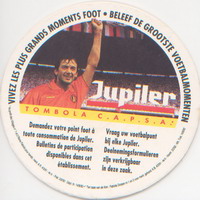 VIVEZ LES PLUS GRANDS MOMENTS FOOT • BELEEF DE GROOTSTE VOETBALMOMENTEN
Jupiler
TOMBOLA C.A.P.S.A.
Demandez votre point foot à
toute consommation de Jupiler.
Bulletins de participation
disponibles dans cet
établissement.
Vraag uw voetbalpunt
bij elke Jupiler.
Deelnemingsformulieren
zijn verkrijgbaar
in deze zaak.